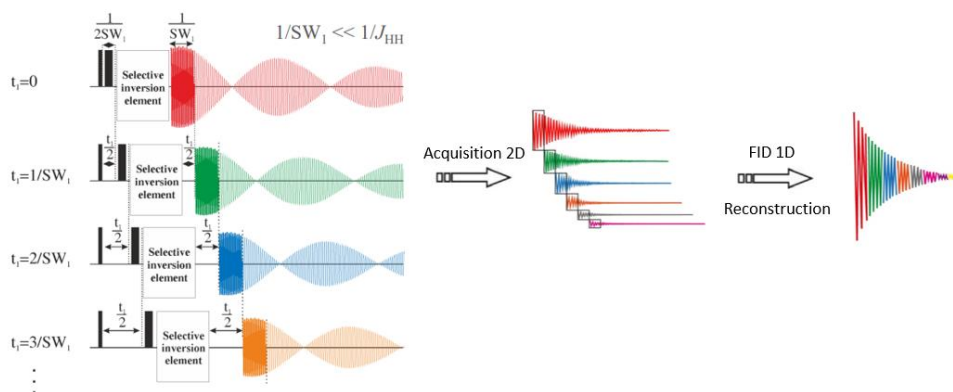 1/2SW₁
1/SW₁
1/SW₁ << 1/J_HH
t₁=0
Selective
inversion
element
t₁/2
t₁/2
t₁=1/SW₁
Selective
inversion
element
t₁/2
t₁/2
t₁=2/SW₁
Selective
inversion
element
t₁/2
t₁/2
t₁=3/SW₁
Selective
inversion
element
Acquisition 2D
FID 1D
Reconstruction